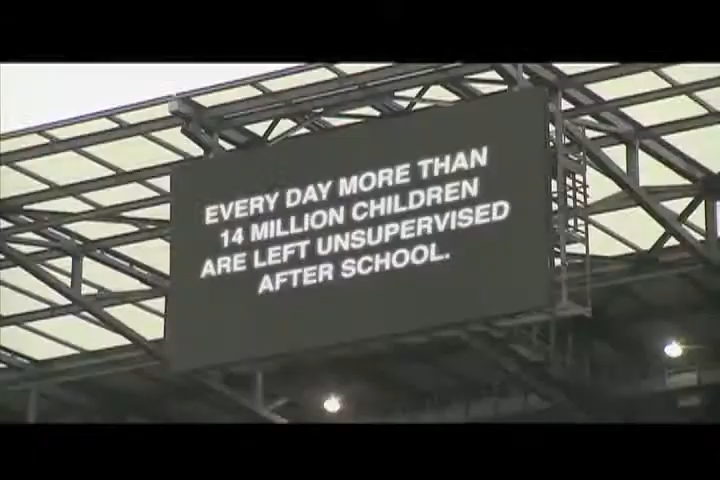 EVERY DAY MORE THAN
14 MILLION CHILDREN
ARE LEFT UNSUPERVISED
AFTER SCHOOL.